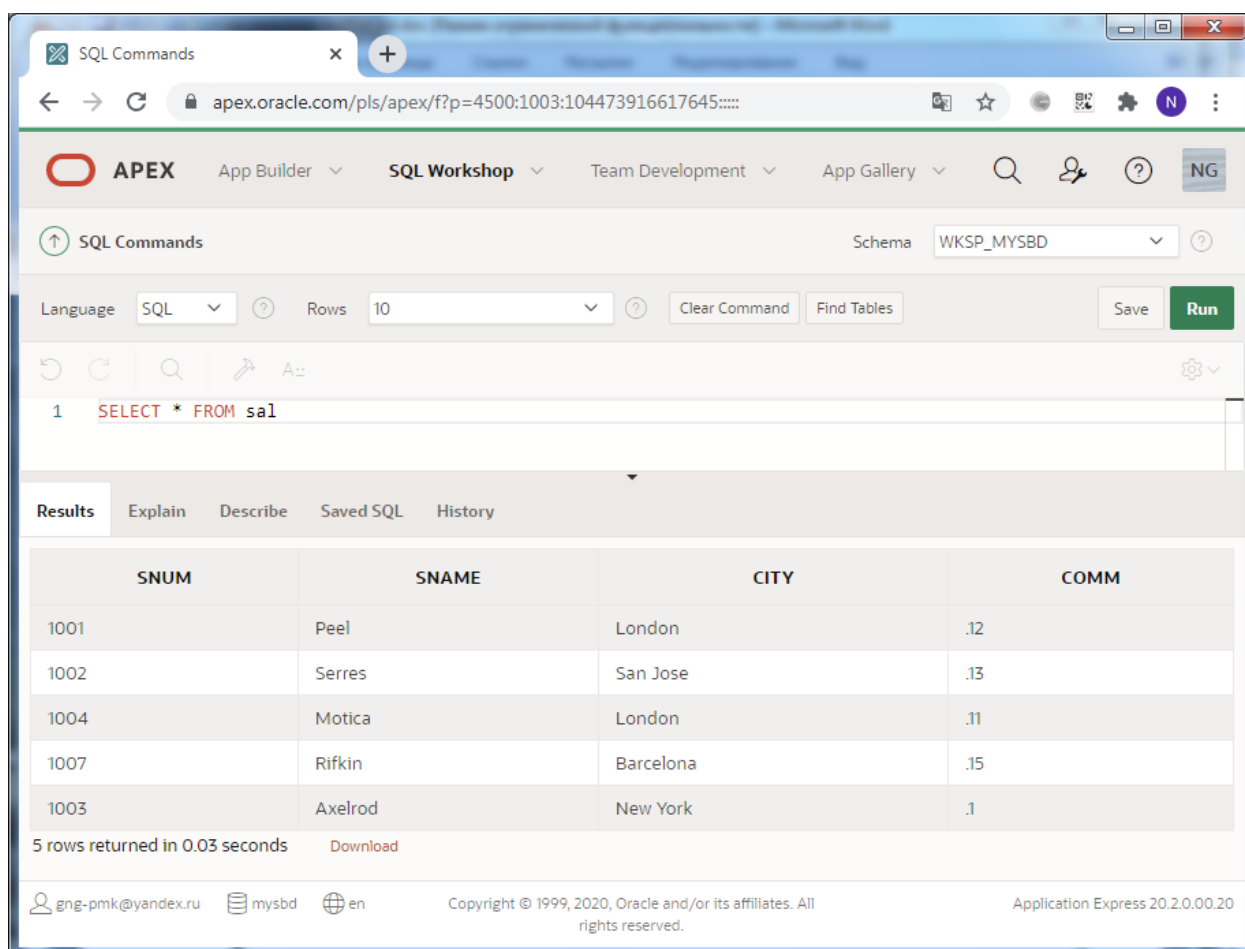 SQL Commands
apex.oracle.com/pls/apex/f?p=4500:1003:104473916617645:::::
N
APEX App Builder SQL Workshop Team Development App Gallery NG
SQL Commands Schema WKSP_MYSBD
Language SQL Rows 10 Clear Command Find Tables Save Run
1 SELECT * FROM sal
Results Explain Describe Saved SQL History
SNUM SNAME CITY COMM
1001 Peel London .12
1002 Serres San Jose .13
1004 Motica London .11
1007 Rifkin Barcelona .15
1003 Axelrod New York .1
5 rows returned in 0.03 seconds Download
gng-pmk@yandex.ru mysbd en Copyright © 1999, 2020, Oracle and/or its affiliates. All
rights reserved.
Application Express 20.2.0.00.20